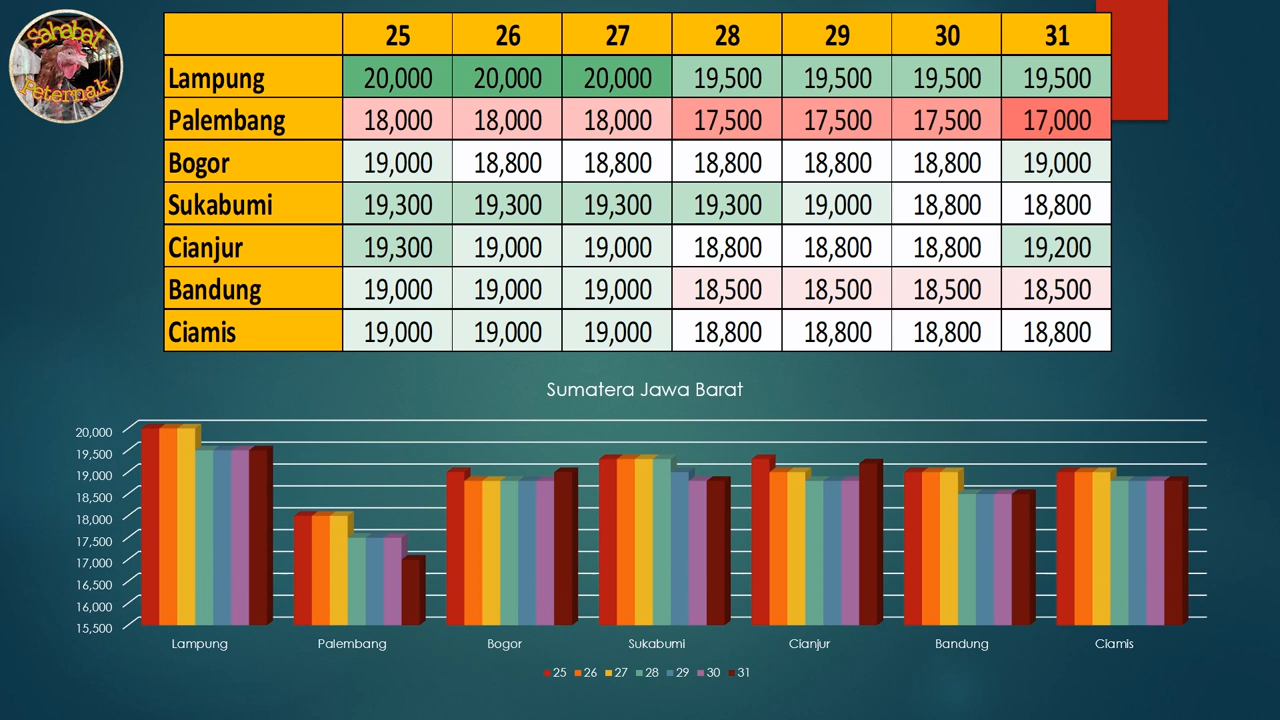 Sahabat
Peternak
25 26 27 28 29 30 31
Lampung 20,000 20,000 20,000 19,500 19,500 19,500 19,500
Palembang 18,000 18,000 18,000 17,500 17,500 17,500 17,000
Bogor 19,000 18,800 18,800 18,800 18,800 18,800 19,000
Sukabumi 19,300 19,300 19,300 19,300 19,000 18,800 18,800
Cianjur 19,300 19,000 19,000 18,800 18,800 18,800 19,200
Bandung 19,000 19,000 19,000 18,500 18,500 18,500 18,500
Ciamis 19,000 19,000 19,000 18,800 18,800 18,800 18,800
Sumatera Jawa Barat
20,000
19,500
19,000
18,500
18,000
17,500
17,000
16,500
16,000
15,500
Lampung Palembang Bogor Sukabumi Cianjur Bandung Ciamis
25 26 27 28 29 30 31